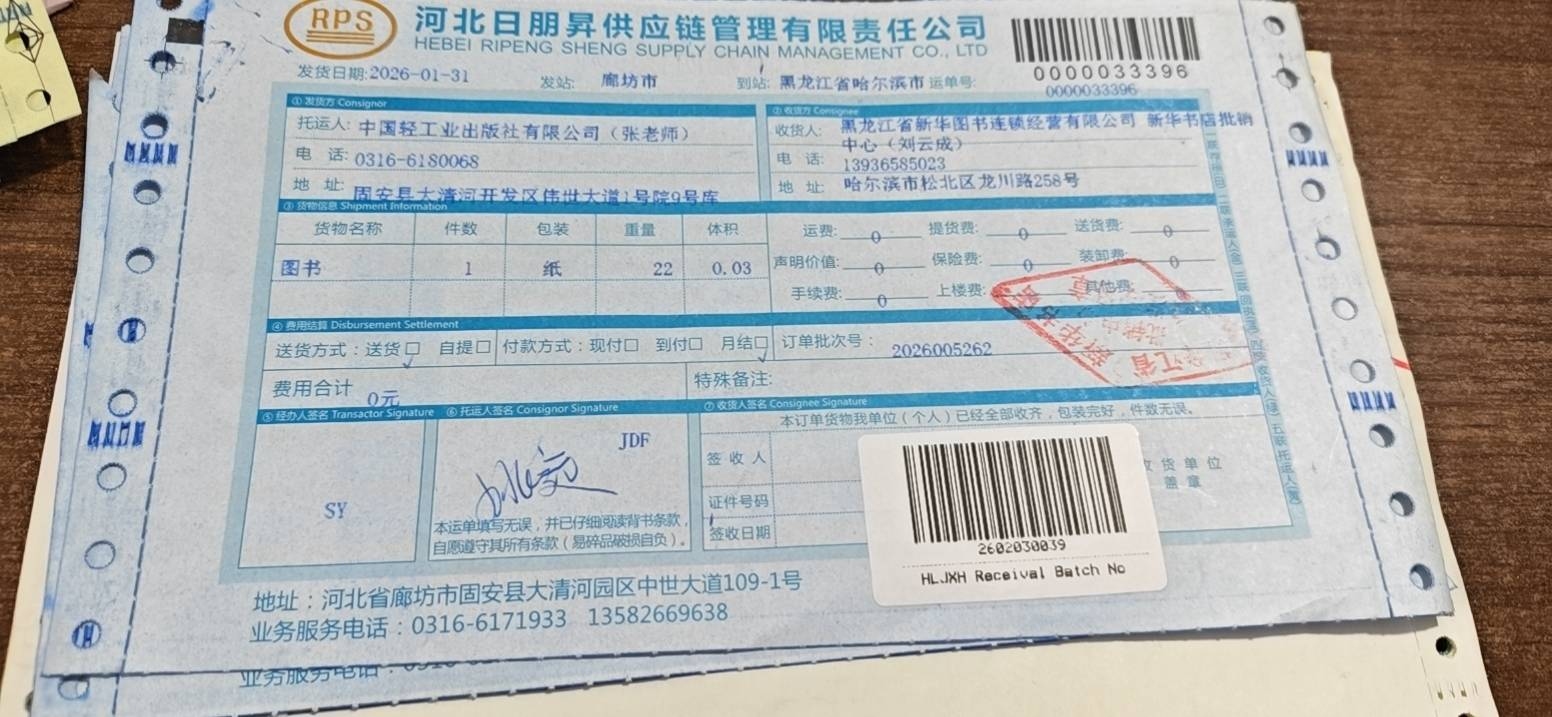 RPS
河北日朋昇供应链管理有限责任公司
HEBEI RIPENG SHENG SUPPLY CHAIN MANAGEMENT CO., LTD
0000033396
发货日期:2026-01-31 发站: 廊坊市 到站: 黑龙江省哈尔滨市 运单号: 0000033396
① 发货方 Consignor
托运人: 中国轻工业出版社有限公司（张老师）
电 话: 0316-6180068
地 址: 固安县大清河开发区伟世大道1号院9号库
② 收货方 Consignee
收货人: 黑龙江省新华图书连锁经营有限公司 新华书店批销
中心（刘云成）
电 话: 13936585023
地 址: 哈尔滨市松北区龙川路258号
③ 货物信息 Shipment Information
货物名称 件数 包装 重量 体积
图书 1 纸 22 0.03
运费: 0 提货费: 0 送货费: 0
声明价值: 0 保险费: 0 装卸费: 0
手续费: 0 上楼费: 其他费:
④ 费用结算 Disbursement Settlement
送货方式：送货☐ 自提☐ 付款方式：现付☐ 到付☐ 月结☐ 订单批次号： 2026005262
费用合计 0元 特殊备注:
⑤ 经办人签名 Transactor Signature
SY
⑥ 托运人签名 Consignor Signature
JDF
本运单填写无误，并已仔细阅读背书条款，
自愿遵守其所有条款（易碎品破损自负）。
⑦ 收货人签名 Consignee Signature
本订单货物我单位（个人）已经全部收齐，包装完好，件数无误。
签 收 人
证件号码
签收日期
货 单 位
盖 章
2602030039
HLJXH Receival Batch No
地址：河北省廊坊市固安县大清河园区中世大道109-1号
业务服务电话：0316-6171933 13582669638
业务服务电话：